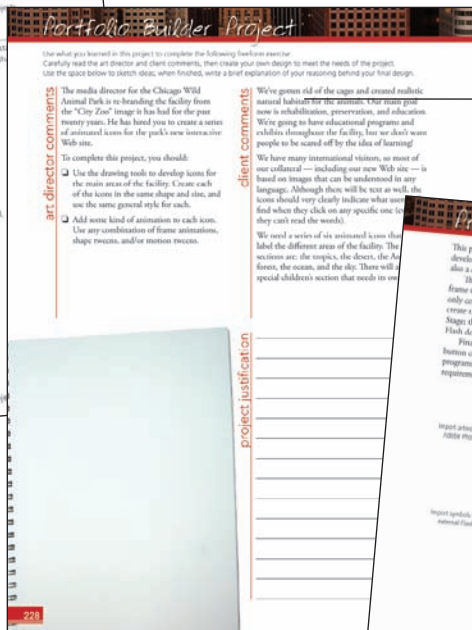 Portfolio Builder Project
Use what you learned in this project to complete the following freeform exercise.
Carefully read the art director and client comments, then create your own design to meet the needs of the project.
Use the space below to sketch ideas; when finished, write a brief explanation of your reasoning behind your final design.
art director comments
The media director for the Chicago Wild
Animal Park is re-branding the facility from
the "City Zoo" image it has had for the past
twenty years. He has hired you to create a series
of animated icons for the park's new interactive
Web site.
To complete this project, you should:
❑ Use the drawing tools to develop icons for
the main areas of the facility. Create each
of the icons in the same shape and size, and
use the same general style for each.
❑ Add some kind of animation to each icon.
Use any combination of frame animations,
shape tweens, and/or motion tweens.
client comments
We've gotten rid of the cages and created realistic
natural habitats for the animals. Our main goal
now is rehabilitation, preservation, and education.
We're going to have educational programs and
exhibits throughout the facility, but we don't want
people to be scared off by the idea of learning!
We have many international visitors, so most of
our collateral — including our new Web site — is
based on images that can be understood in any
language. Although there will be text as well, the
icons should very clearly indicate what user
find when they click on any specific one (e
they can't read the words).
We need a series of six animated icons tha
label the different areas of the facility. The
sections are: the tropics, the desert, the A
forest, the ocean, and the sky. There will a
special children's section that needs its ow
project justification
228
This p
develo
also a
Th
frame
only co
create s
Stage; th
Flash A
Fina
button c
program
requirem
Import artwo
Adobe Pho
Import symbols
external Flas